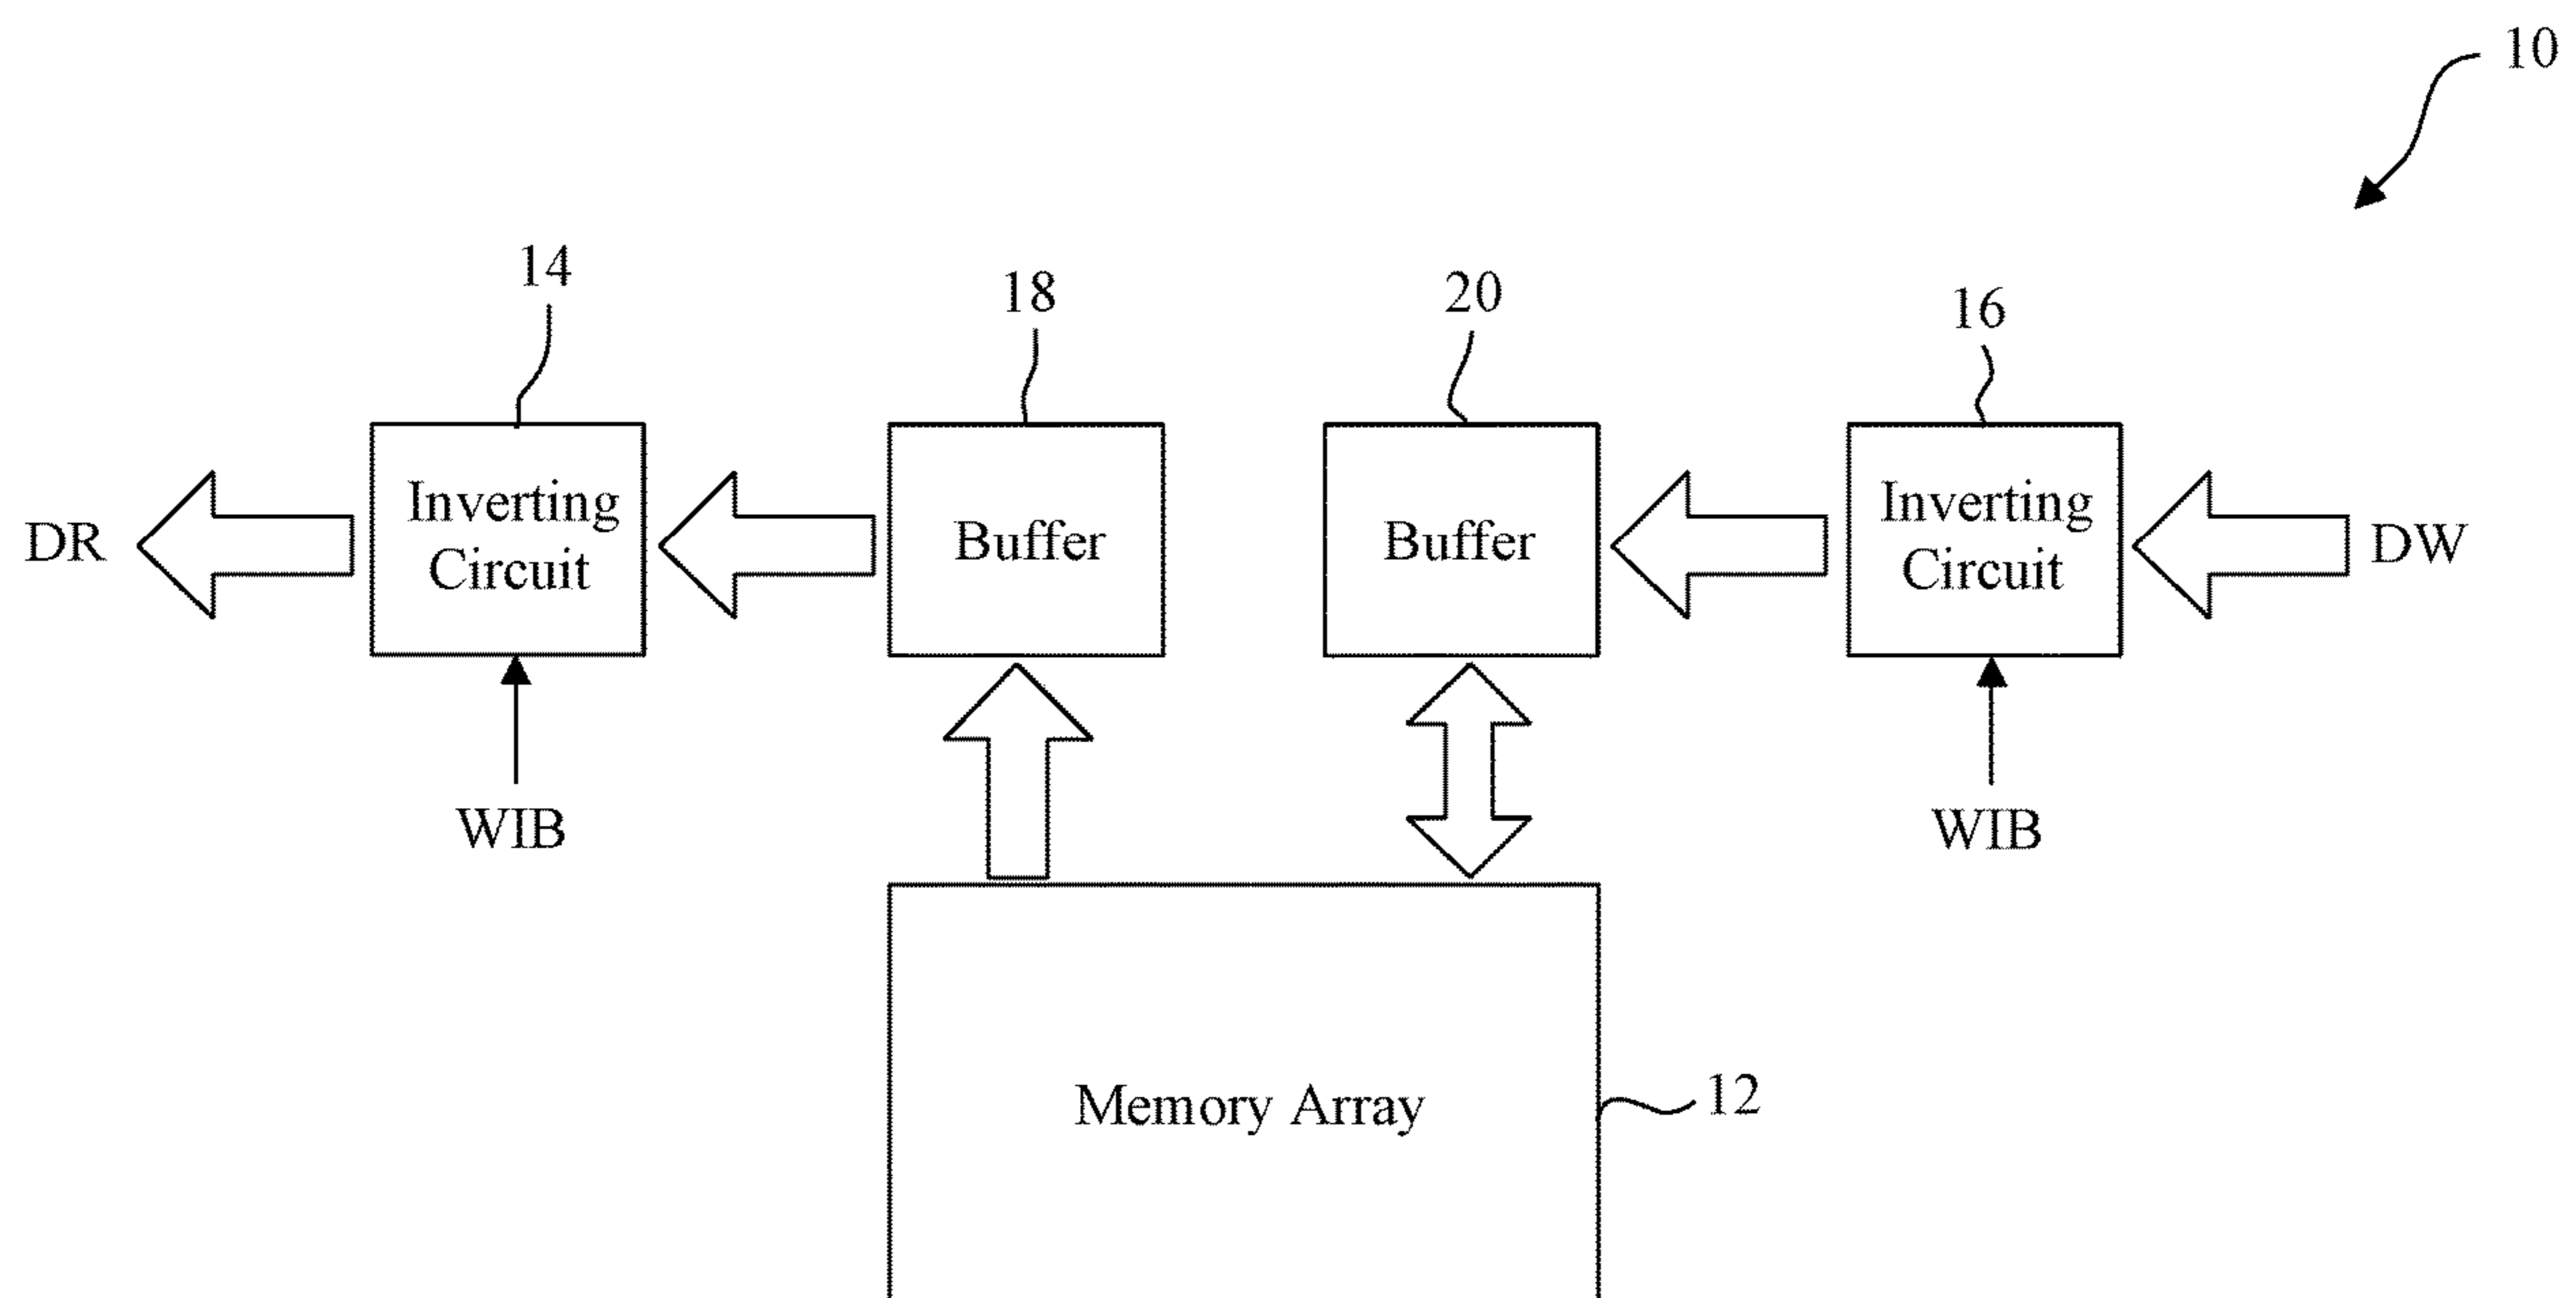 10
14
18
20
16
DR
Inverting
Circuit
Buffer
Buffer
Inverting
Circuit
DW
WIB
WIB
Memory Array
12